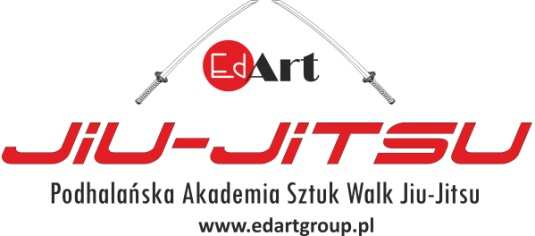 EdArt
JiU-JiTSU
Podhalańska Akademia Sztuk Walk Jiu-Jitsu
www.edartgroup.pl